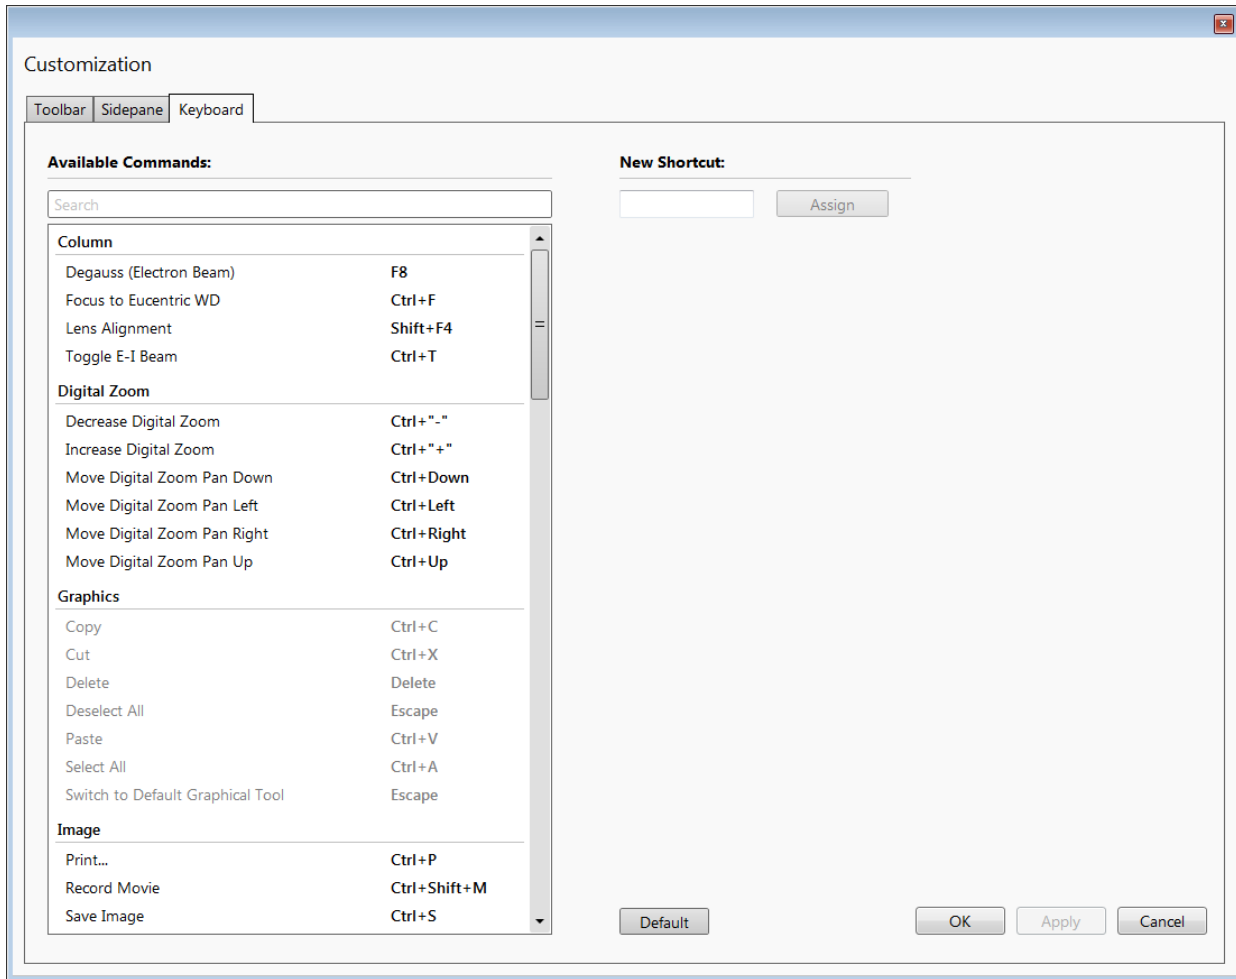 Customization
Toolbar Sidepane Keyboard
Available Commands:
New Shortcut:
Search
Assign
Column
Degauss (Electron Beam) F8
Focus to Eucentric WD Ctrl+F
Lens Alignment Shift+F4
Toggle E-I Beam Ctrl+T
Digital Zoom
Decrease Digital Zoom Ctrl+"-"
Increase Digital Zoom Ctrl+"+"
Move Digital Zoom Pan Down Ctrl+Down
Move Digital Zoom Pan Left Ctrl+Left
Move Digital Zoom Pan Right Ctrl+Right
Move Digital Zoom Pan Up Ctrl+Up
Graphics
Copy Ctrl+C
Cut Ctrl+X
Delete Delete
Deselect All Escape
Paste Ctrl+V
Select All Ctrl+A
Switch to Default Graphical Tool Escape
Image
Print... Ctrl+P
Record Movie Ctrl+Shift+M
Save Image Ctrl+S
Default OK Apply Cancel